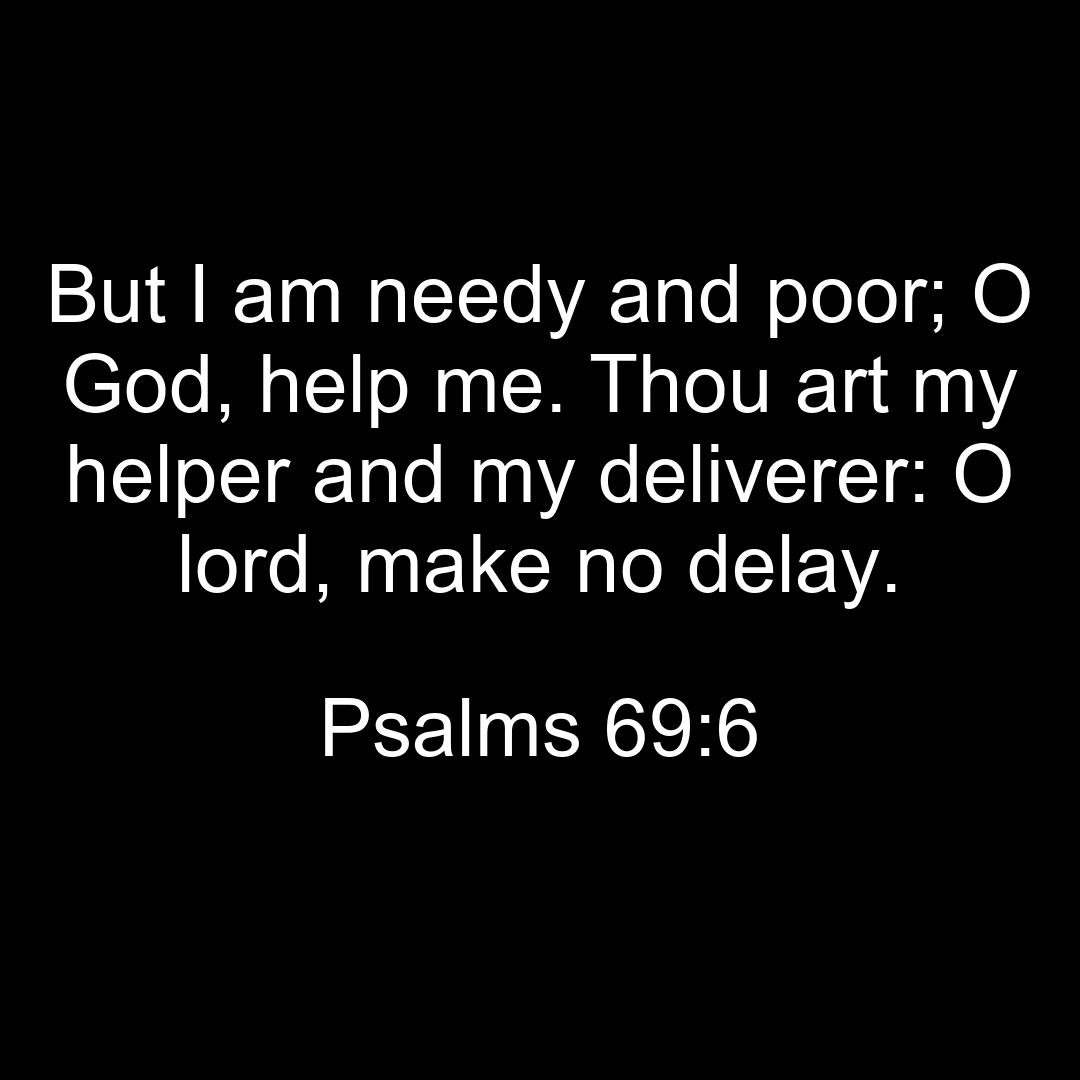 But I am needy and poor; O
God, help me. Thou art my
helper and my deliverer: O
lord, make no delay.
Psalms 69:6